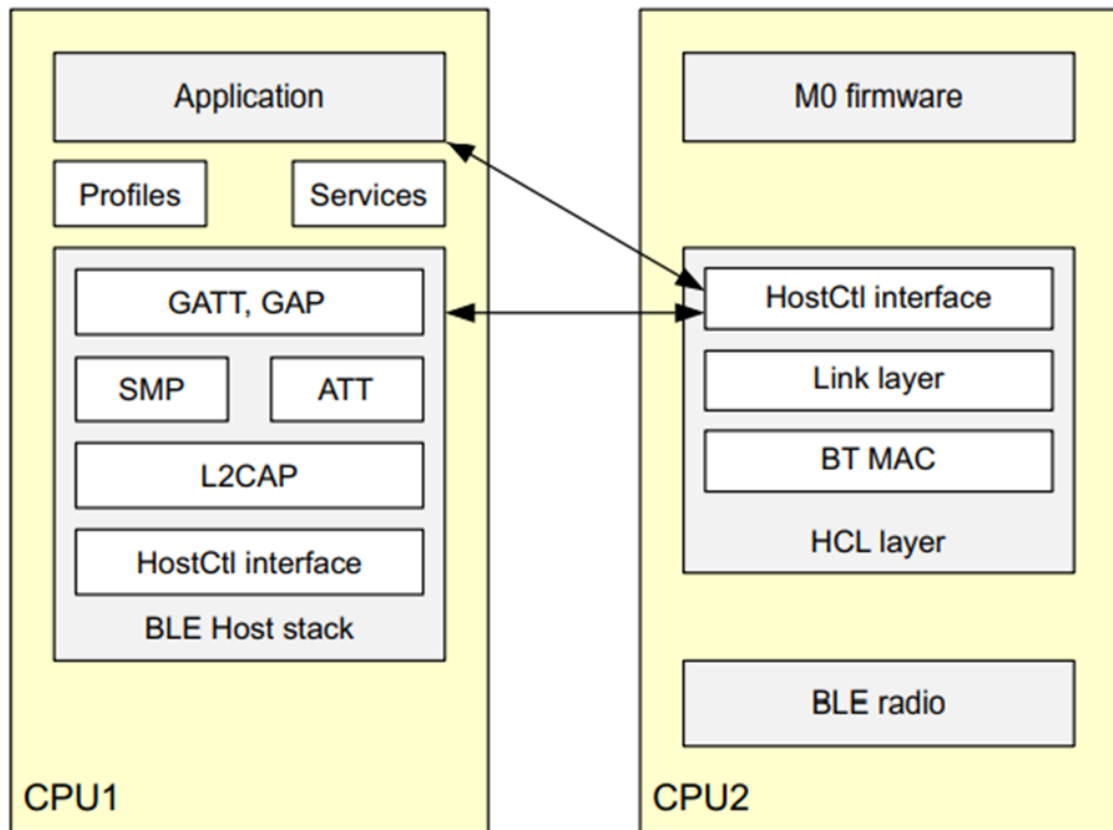 Application
Profiles
Services
GATT, GAP
SMP
ATT
L2CAP
HostCtl interface
BLE Host stack
CPU1
M0 firmware
HostCtl interface
Link layer
BT MAC
HCL layer
BLE radio
CPU2